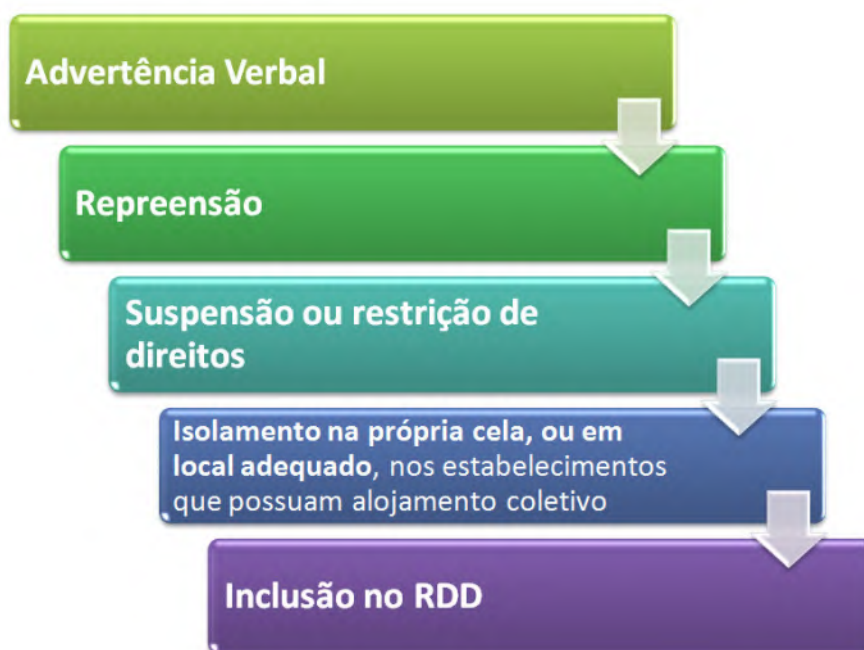 Advertência Verbal
Repreensão
Suspensão ou restrição de
direitos
Isolamento na própria cela, ou em
local adequado, nos estabelecimentos
que possuam alojamento coletivo
Inclusão no RDD